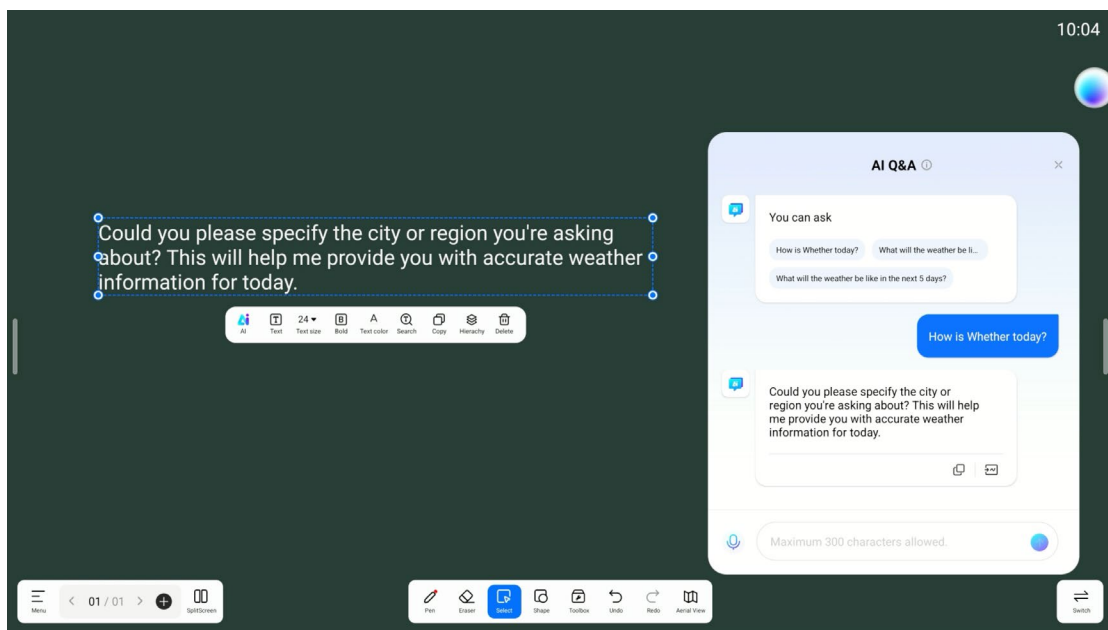 10:04
Could you please specify the city or region you're asking
about? This will help me provide you with accurate weather
information for today.
AI
Text
24
Text size
B
Bold
A
Text color
Search
Copy
Hierachy
Delete
AI Q&A
You can ask
How is Whether today?
What will the weather be li...
What will the weather be like in the next 5 days?
How is Whether today?
Could you please specify the city or
region you're asking about? This will help
me provide you with accurate weather
information for today.
Maximum 300 characters allowed.
Menu
01 / 01
SplitScreen
Pen
Eraser
Select
Shape
Toolbox
Undo
Redo
Aerial View
Switch